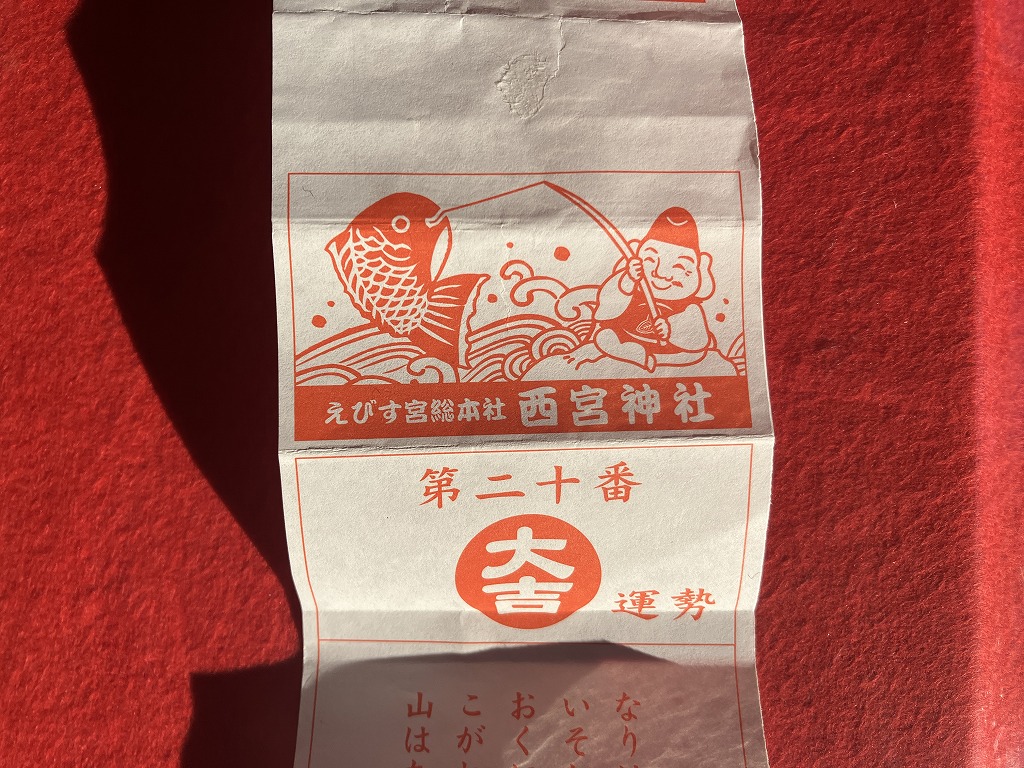 えびす宮総本社 西宮神社
第二十番
大吉
運勢
なり
いそ
おく
こが
山は